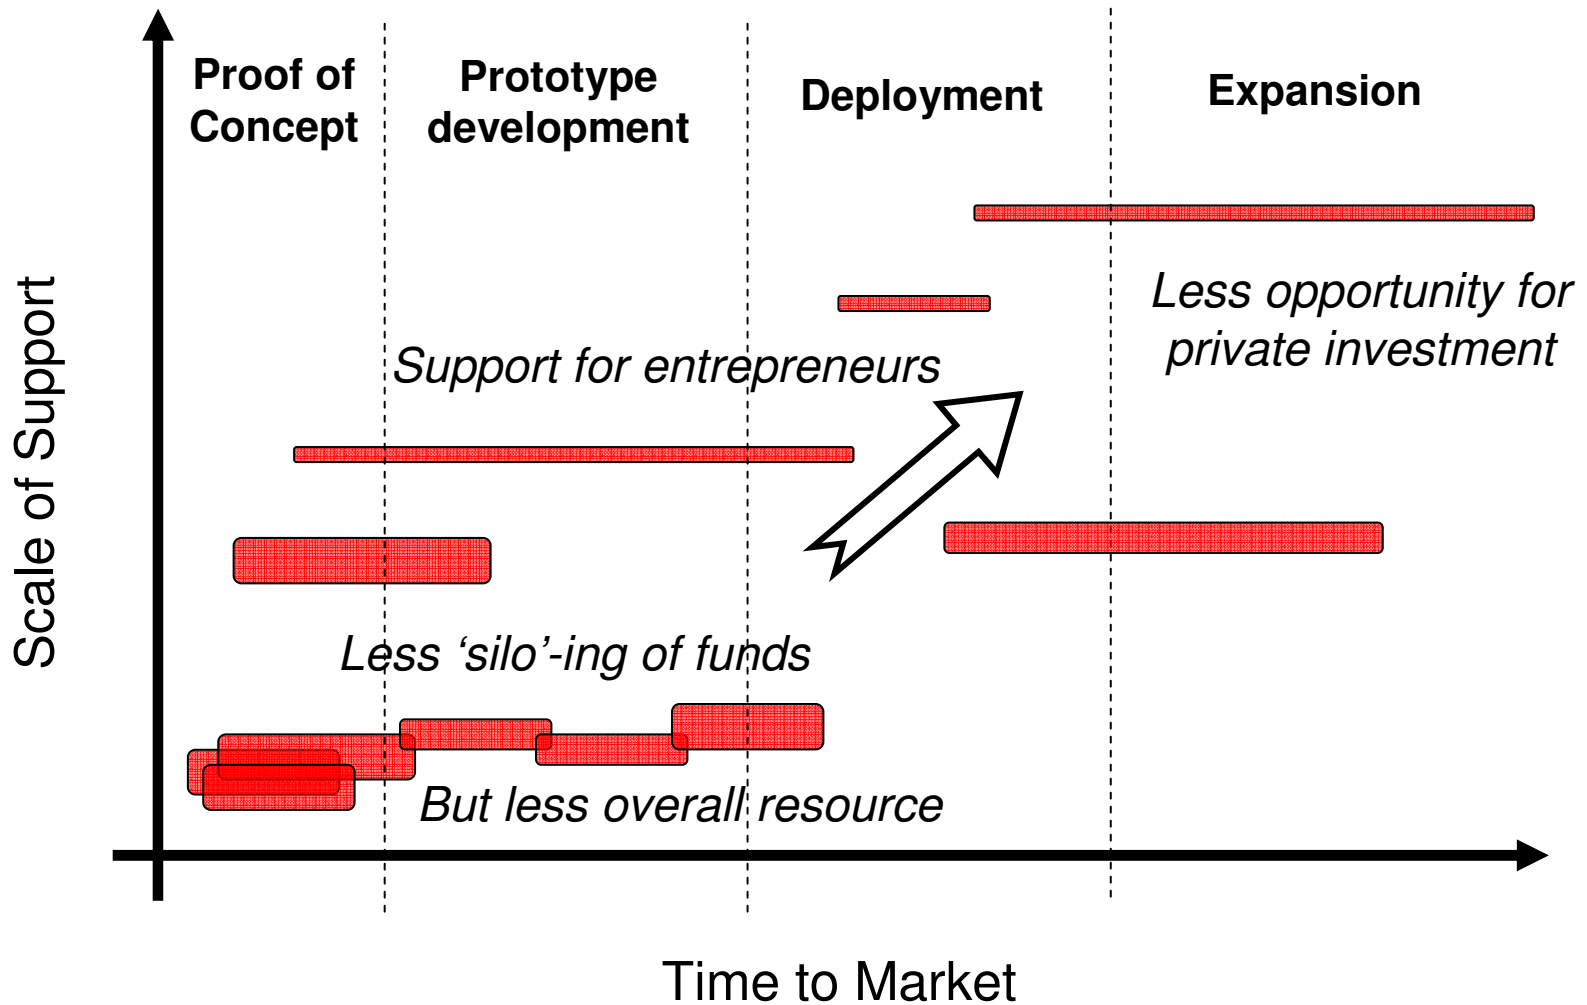 Proof of
Concept
Prototype
development
Deployment
Expansion
Less opportunity for
private investment
Support for entrepreneurs
Scale of Support
Less ‘silo’-ing of funds
But less overall resource
Time to Market